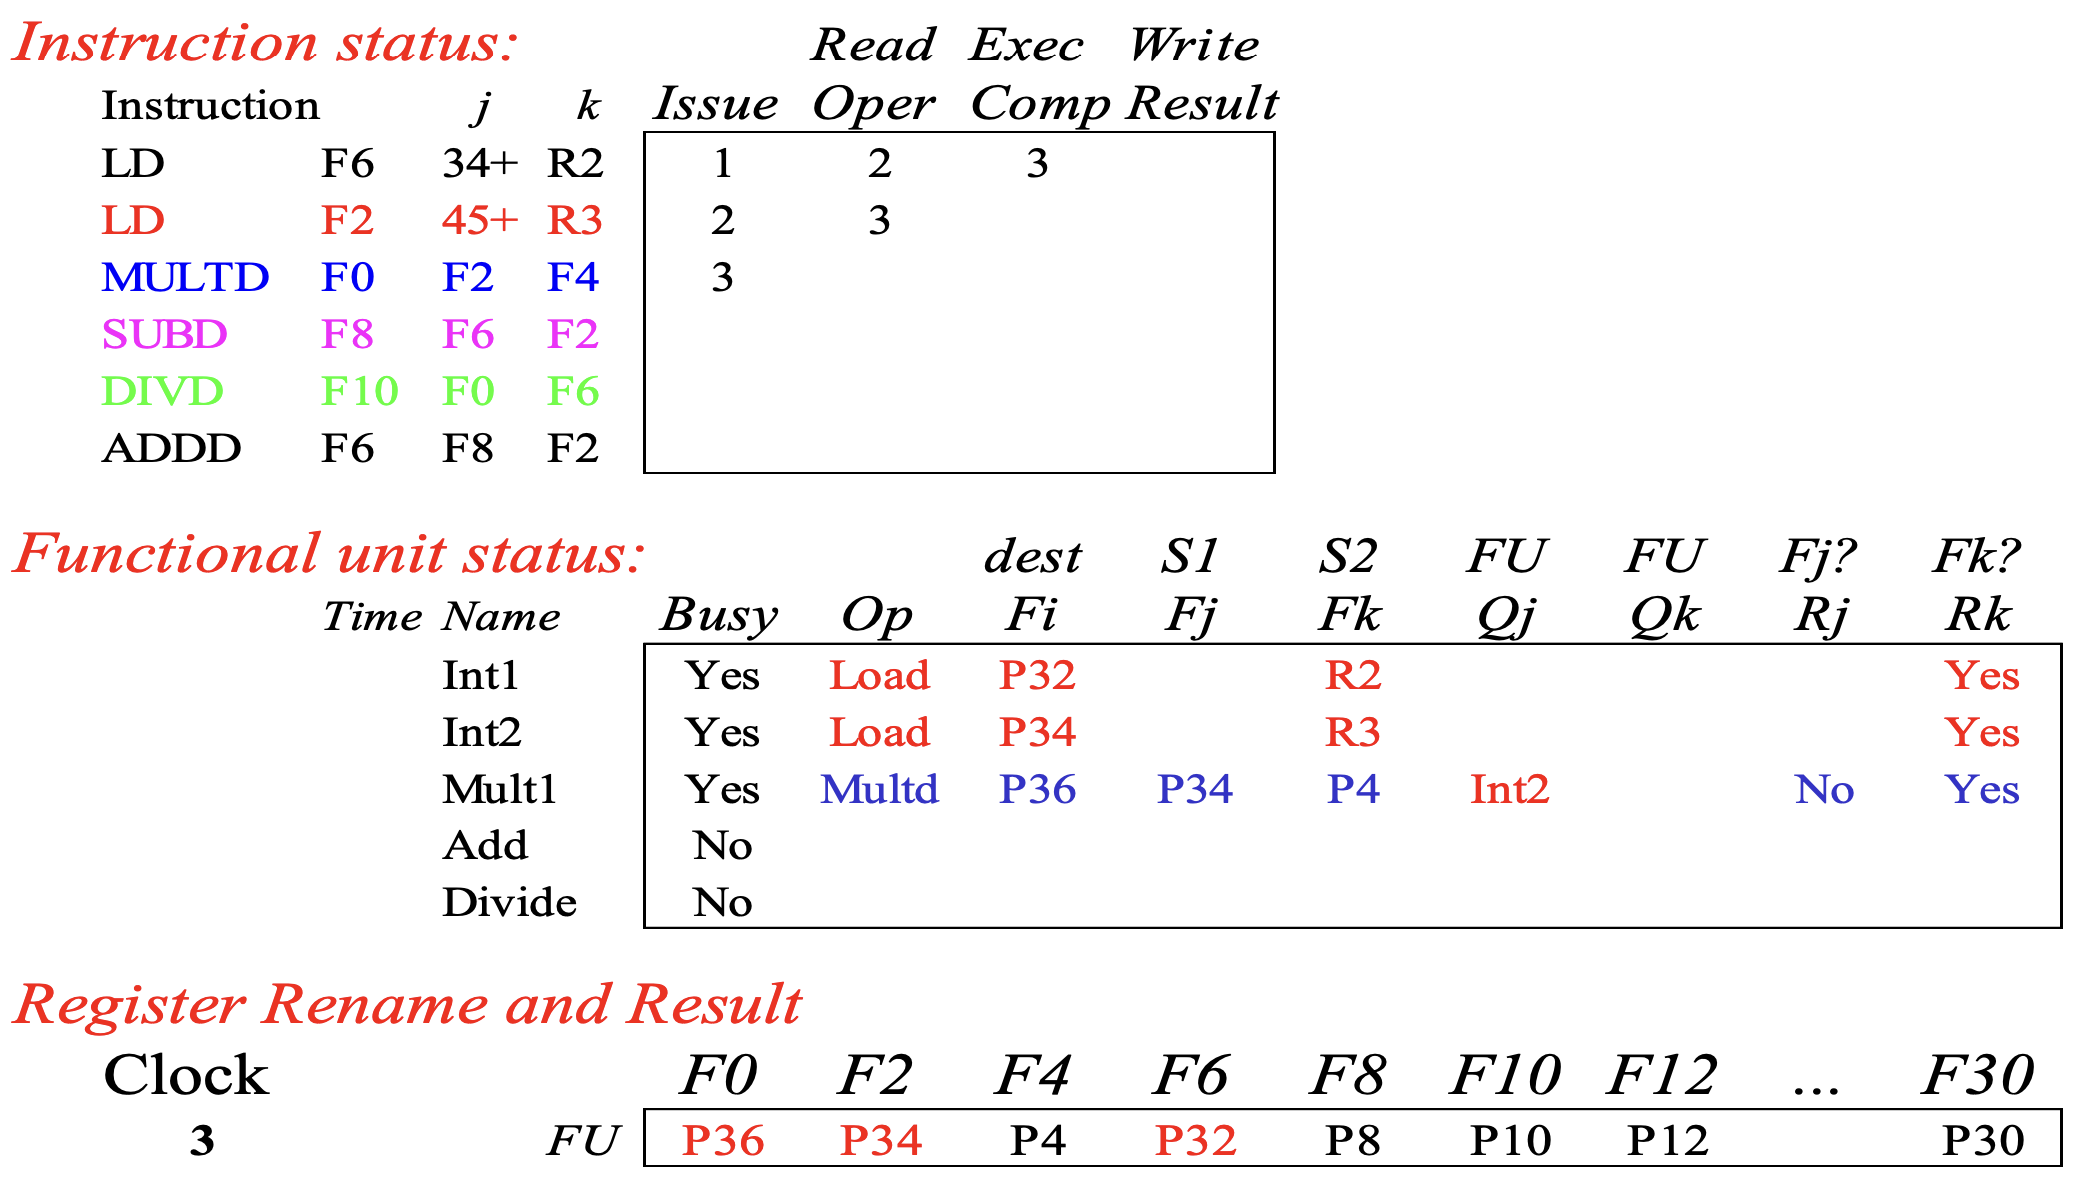 Instruction status: Read Exec Write
Instruction j k Issue Oper Comp Result
LD F6 34+ R2 1 2 3
LD F2 45+ R3 2 3
MULTD F0 F2 F4 3
SUBD F8 F6 F2
DIVD F10 F0 F6
ADDD F6 F8 F2
Functional unit status: dest S1 S2 FU FU Fj? Fk?
Time Name Busy Op Fi Fj Fk Qj Qk Rj Rk
Int1 Yes Load P32 R2 Yes
Int2 Yes Load P34 R3 Yes
Mult1 Yes Multd P36 P34 P4 Int2 No Yes
Add No
Divide No
Register Rename and Result
Clock F0 F2 F4 F6 F8 F10 F12 ... F30
3 FU P36 P34 P4 P32 P8 P10 P12 P30